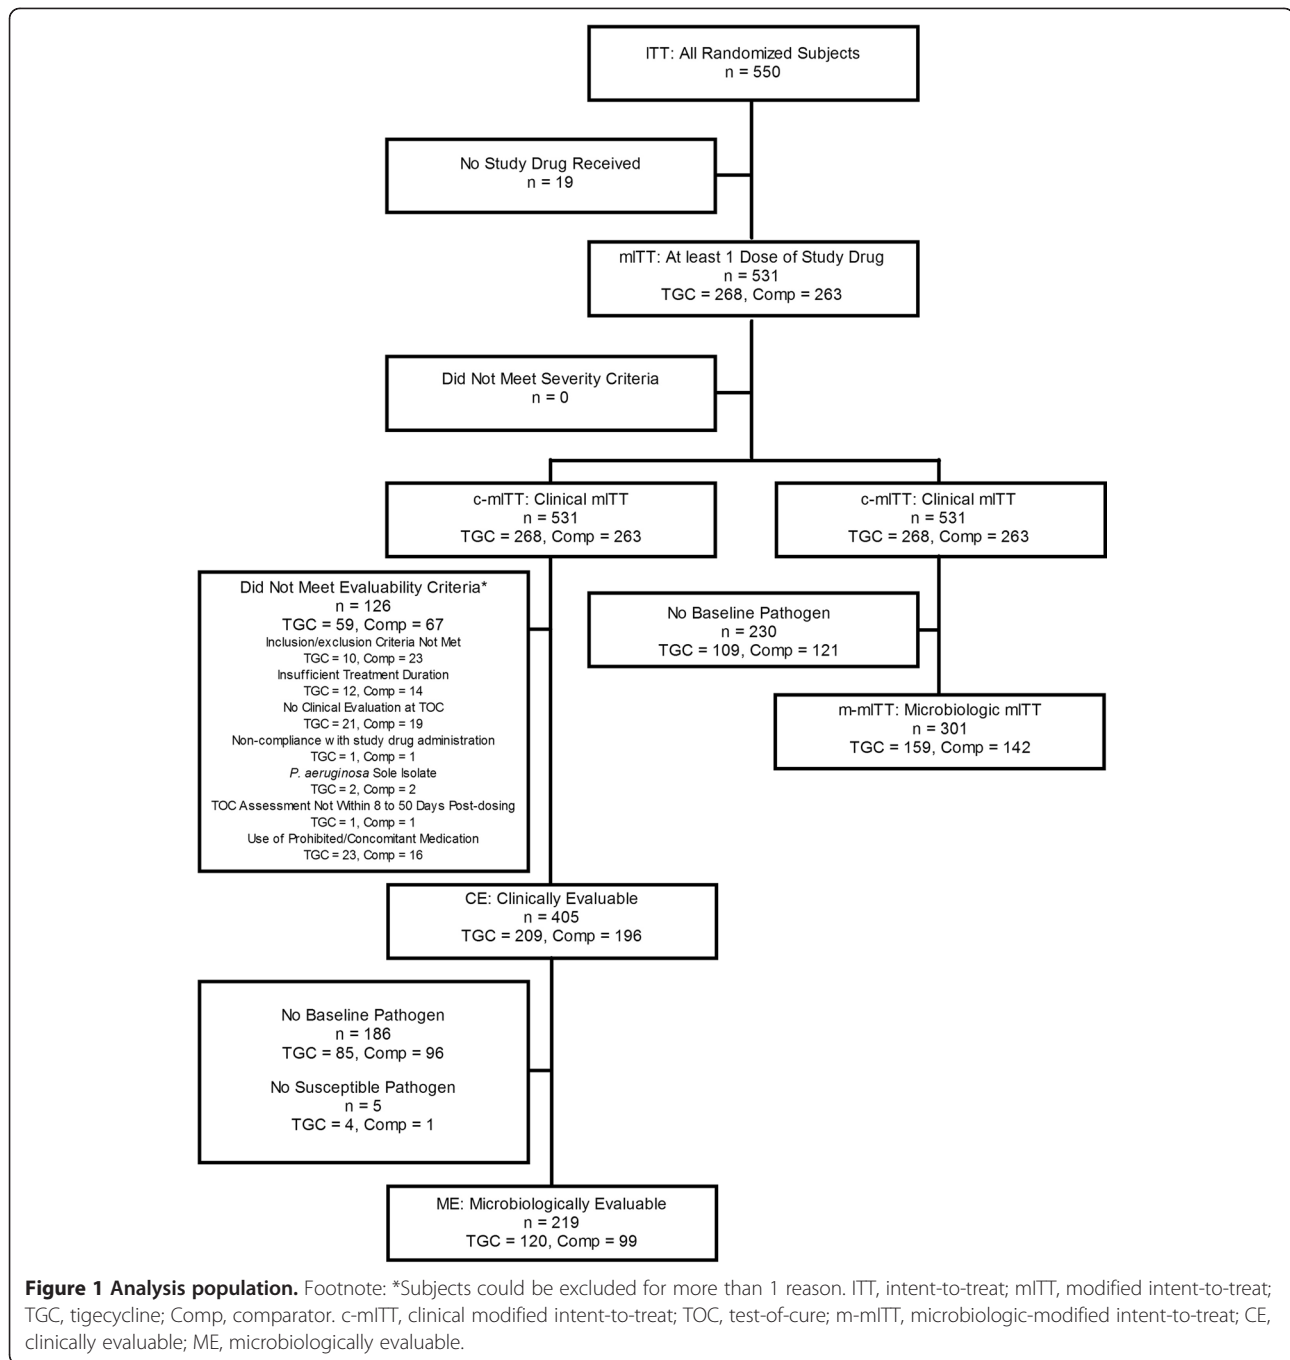 ITT: All Randomized Subjects
n = 550
No Study Drug Received
n = 19
mITT: At least 1 Dose of Study Drug
n = 531
TGC = 268, Comp = 263
Did Not Meet Severity Criteria
n = 0
c-mITT: Clinical mITT
n = 531
TGC = 268, Comp = 263
c-mITT: Clinical mITT
n = 531
TGC = 268, Comp = 263
Did Not Meet Evaluability Criteria*
n = 126
TGC = 59, Comp = 67
Inclusion/exclusion Criteria Not Met
TGC = 10, Comp = 23
Insufficient Treatment Duration
TGC = 12, Comp = 14
No Clinical Evaluation at TOC
TGC = 21, Comp = 19
Non-compliance with study drug administration
TGC = 1, Comp = 1
P. aeruginosa Sole Isolate
TGC = 2, Comp = 2
TOC Assessment Not Within 8 to 50 Days Post-dosing
TGC = 1, Comp = 1
Use of Prohibited/Concomitant Medication
TGC = 23, Comp = 16
No Baseline Pathogen
n = 230
TGC = 109, Comp = 121
m-mITT: Microbiologic mITT
n = 301
TGC = 159, Comp = 142
CE: Clinically Evaluable
n = 405
TGC = 209, Comp = 196
No Baseline Pathogen
n = 186
TGC = 85, Comp = 96
No Susceptible Pathogen
n = 5
TGC = 4, Comp = 1
ME: Microbiologically Evaluable
n = 219
TGC = 120, Comp = 99
Figure 1 Analysis population. Footnote: *Subjects could be excluded for more than 1 reason. ITT, intent-to-treat; mITT, modified intent-to-treat;
TGC, tigecycline; Comp, comparator. c-mITT, clinical modified intent-to-treat; TOC, test-of-cure; m-mITT, microbiologic-modified intent-to-treat; CE,
clinically evaluable; ME, microbiologically evaluable.